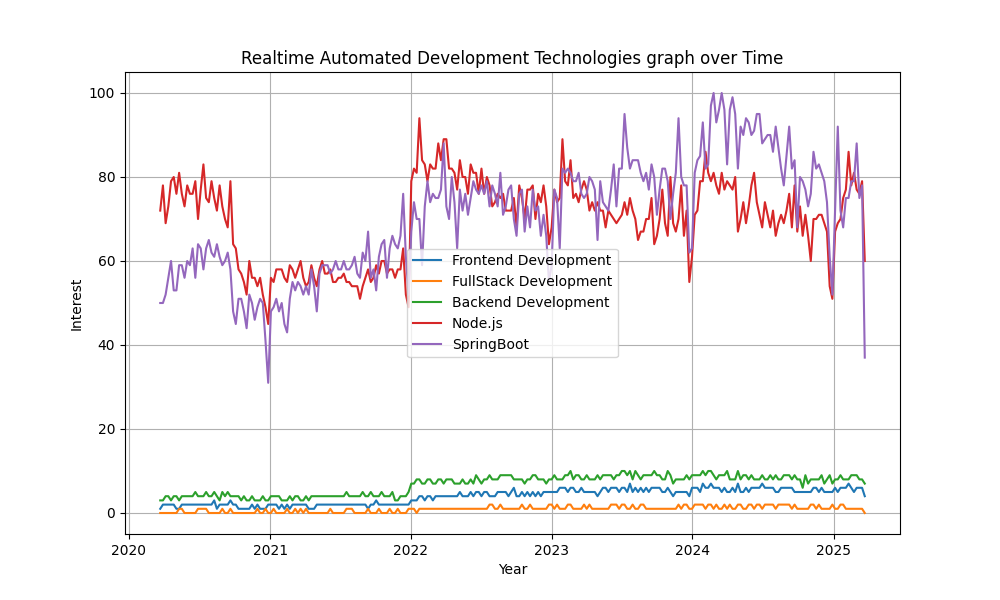 Realtime Automated Development Technologies graph over Time
100
80
60
40
20
0
Interest
Frontend Development
FullStack Development
Backend Development
Node.js
SpringBoot
2020 2021 2022 2023 2024 2025
Year